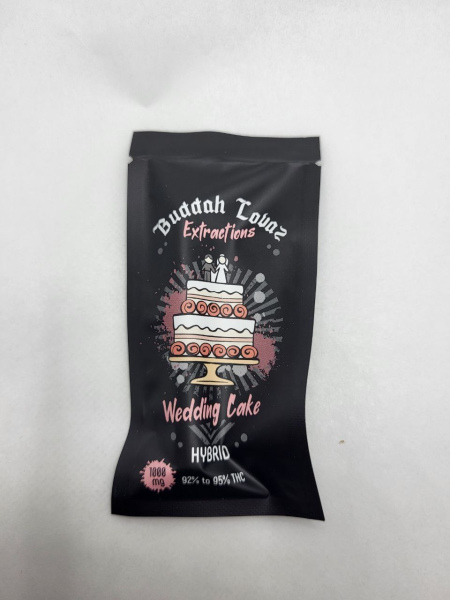 Buddah Lovaz
Extractions
Wedding Cake
HYBRID
1000
mg
92% to 95% THC